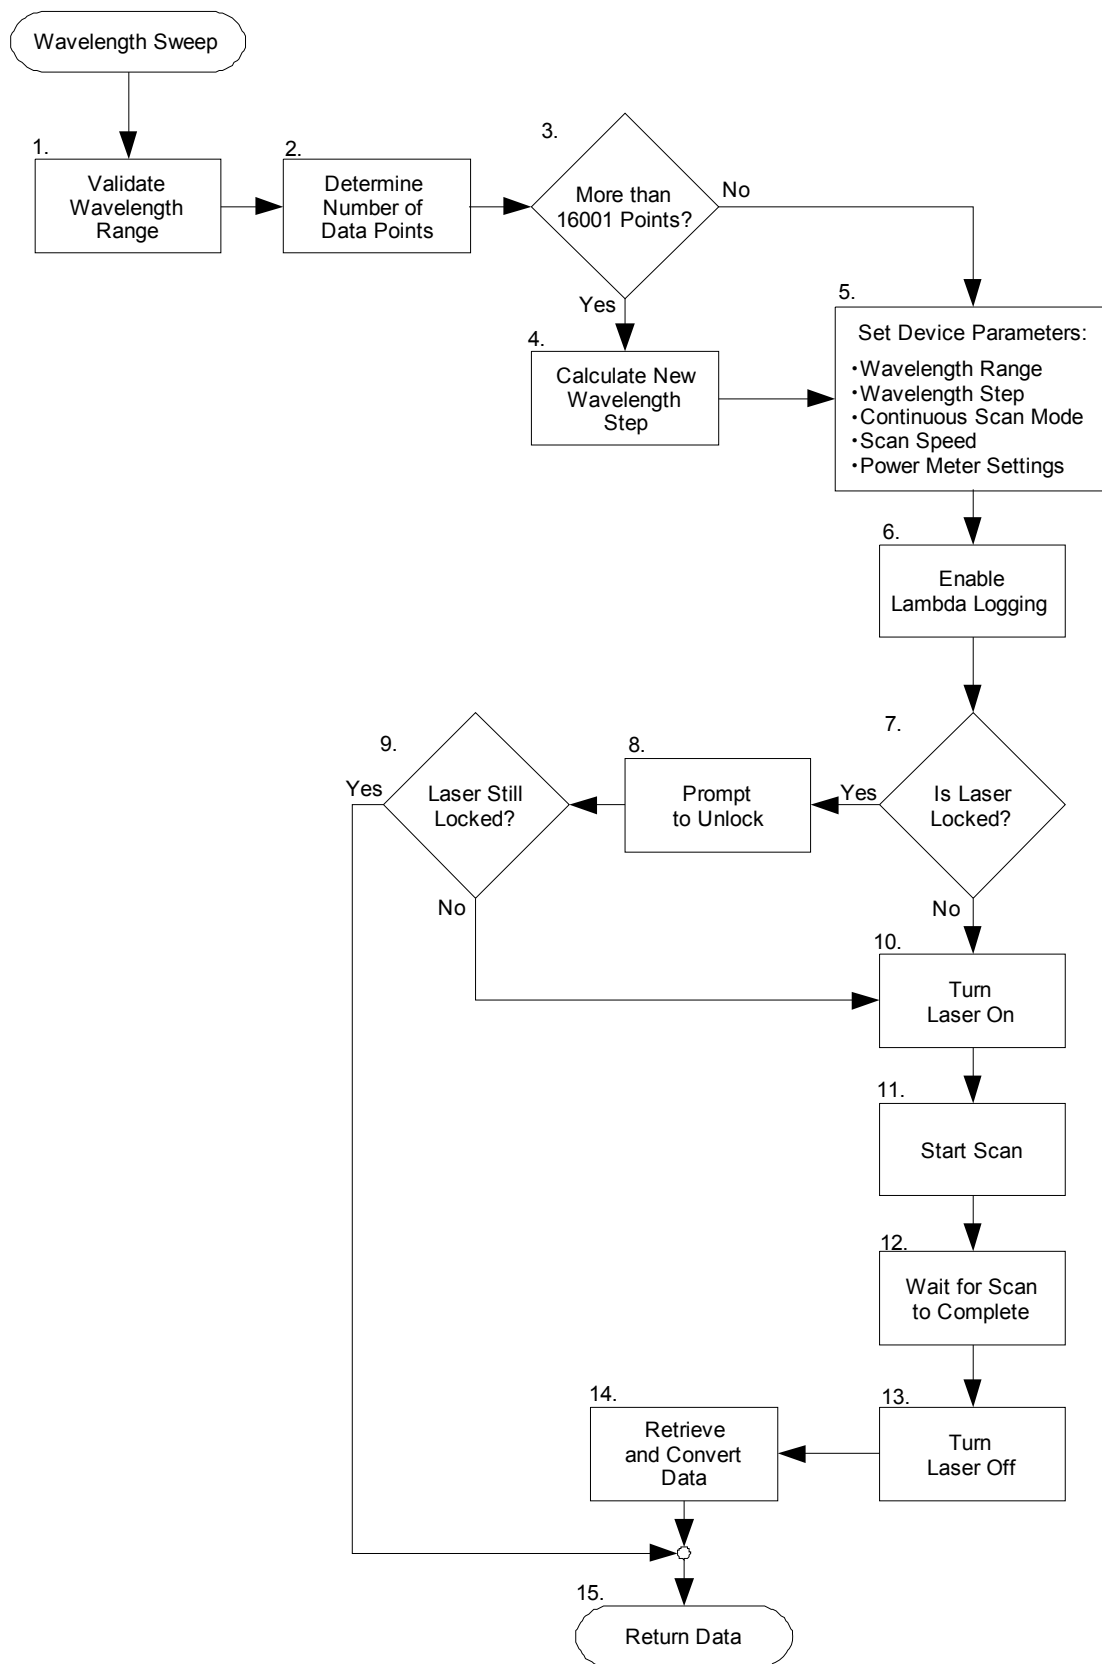 Wavelength Sweep
1.
Validate
Wavelength
Range
2.
Determine
Number of
Data Points
3.
More than
16001 Points?
No
Yes
4.
Calculate New
Wavelength
Step
5.
Set Device Parameters:
·Wavelength Range
·Wavelength Step
·Continuous Scan Mode
·Scan Speed
·Power Meter Settings
6.
Enable
Lambda Logging
7.
Is Laser
Locked?
Yes
No
8.
Prompt
to Unlock
9.
Laser Still
Locked?
Yes
No
10.
Turn
Laser On
11.
Start Scan
12.
Wait for Scan
to Complete
13.
Turn
Laser Off
14.
Retrieve
and Convert
Data
15.
Return Data